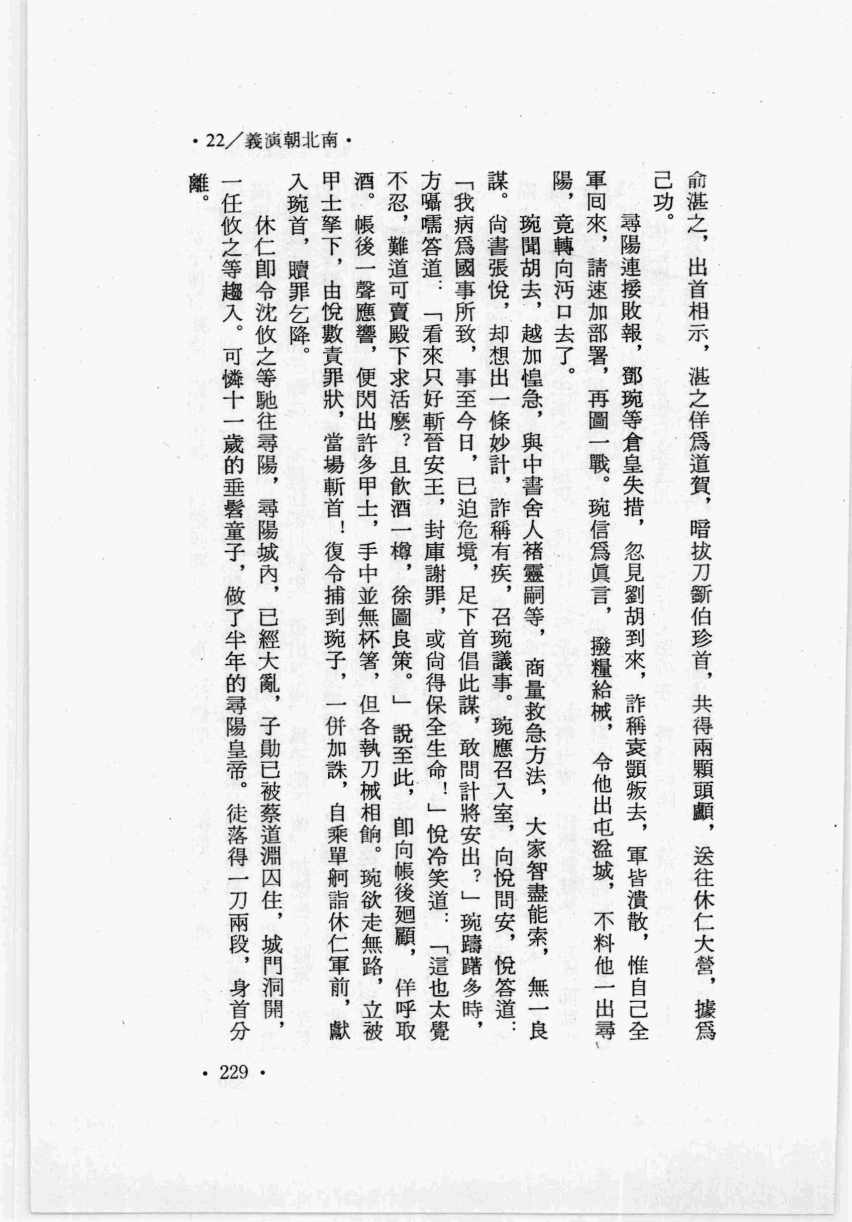 ・22／義演朝北南・
俞湛之，出首相示，湛之佯爲道賀，暗拔刀斵伯珍首，共得兩顆頭顱，送往休仁大營，據爲
己功。
尋陽連接敗報，鄧琬等倉皇失措，忽見劉胡到來，詐稱袁顗叛去，軍皆潰散，惟自己全
軍回來，請速加部署，再圖一戰。琬信爲眞言，撥糧給械，令他出屯湓城，不料他一出尋
陽，竟轉向沔口去了。
琬聞胡去，越加惶急，與中書舍人褚靈嗣等，商量救急方法，大家智盡能索，無一良
謀。尙書張悅，却想出一條妙計，詐稱有疾，召琬議事。琬應召入室，向悅問安，悅答道：
「我病爲國事所致，事至今日，已迫危境，足下首倡此謀，敢問計將安出？」琬躊躇多時，
方囁嚅答道：「看來只好斬晉安王，封庫謝罪，或尙得保全生命！」悅冷笑道：「這也太覺
不忍，難道可賣殿下求活麼？且飮酒一樽，徐圖良策。」說至此，卽向帳後廻顧，佯呼取
酒。帳後一聲應響，便閃出許多甲士，手中並無杯箸，但各執刀械相餉。琬欲走無路，立被
甲士拏下，由悅數責罪狀，當場斬首！復令捕到琬子，一併加誅，自乘單舸詣休仁軍前，獻
入琬首，贖罪乞降。
休仁卽令沈攸之等馳往尋陽，尋陽城內，已經大亂，子勛已被蔡道淵囚住，城門洞開，
一任攸之等趨入。可憐十一歲的垂髫童子，做了半年的尋陽皇帝。徒落得一刀兩段，身首分
離。
・229・